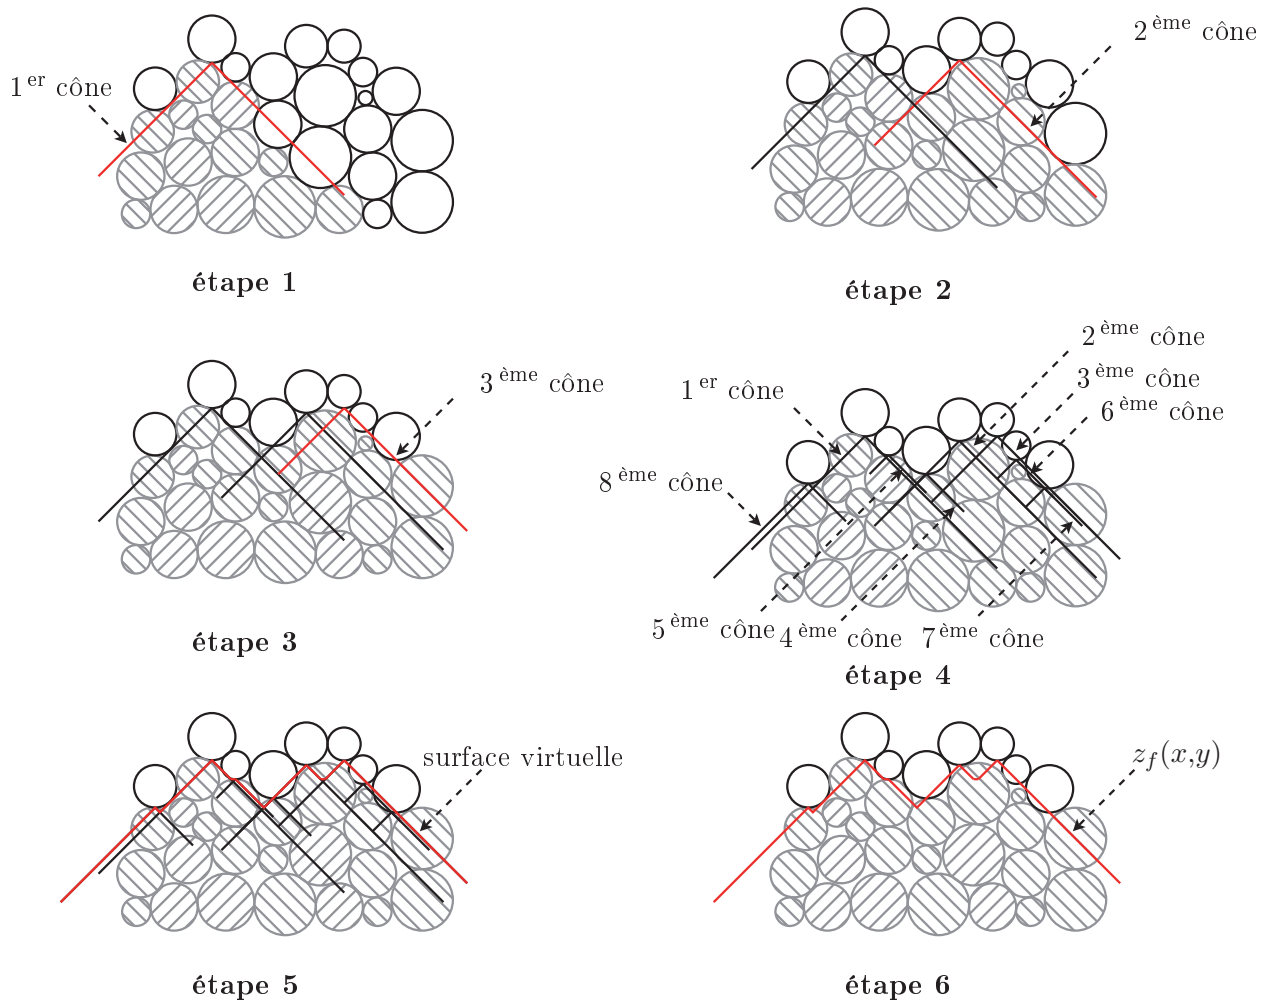 1er cône
étape 1
2ème cône
étape 2
3ème cône
étape 3
1er cône
2ème cône
3ème cône
6ème cône
8ème cône
5ème cône
4ème cône
7ème cône
étape 4
surface virtuelle
étape 5
z_f(x,y)
étape 6